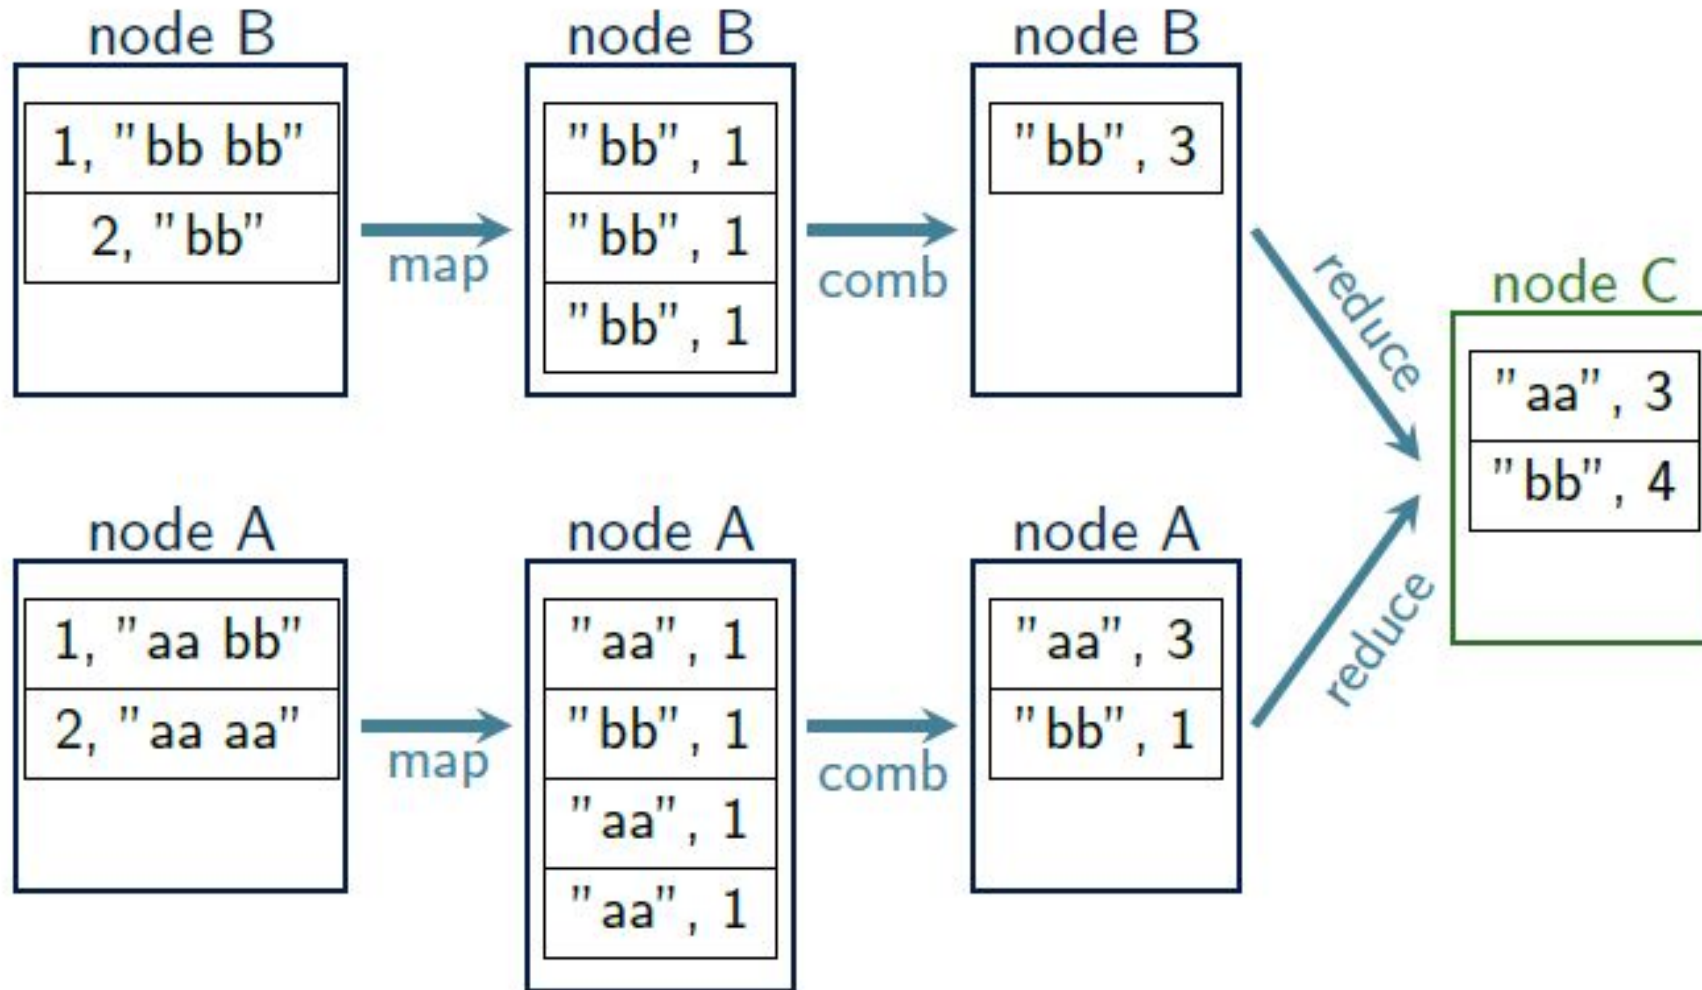 node B
1, "bb bb"
2, "bb"
map
node B
"bb", 1
"bb", 1
"bb", 1
comb
node B
"bb", 3
reduce
node A
1, "aa bb"
2, "aa aa"
map
node A
"aa", 1
"bb", 1
"aa", 1
"aa", 1
comb
node A
"aa", 3
"bb", 1
reduce
node C
"aa", 3
"bb", 4